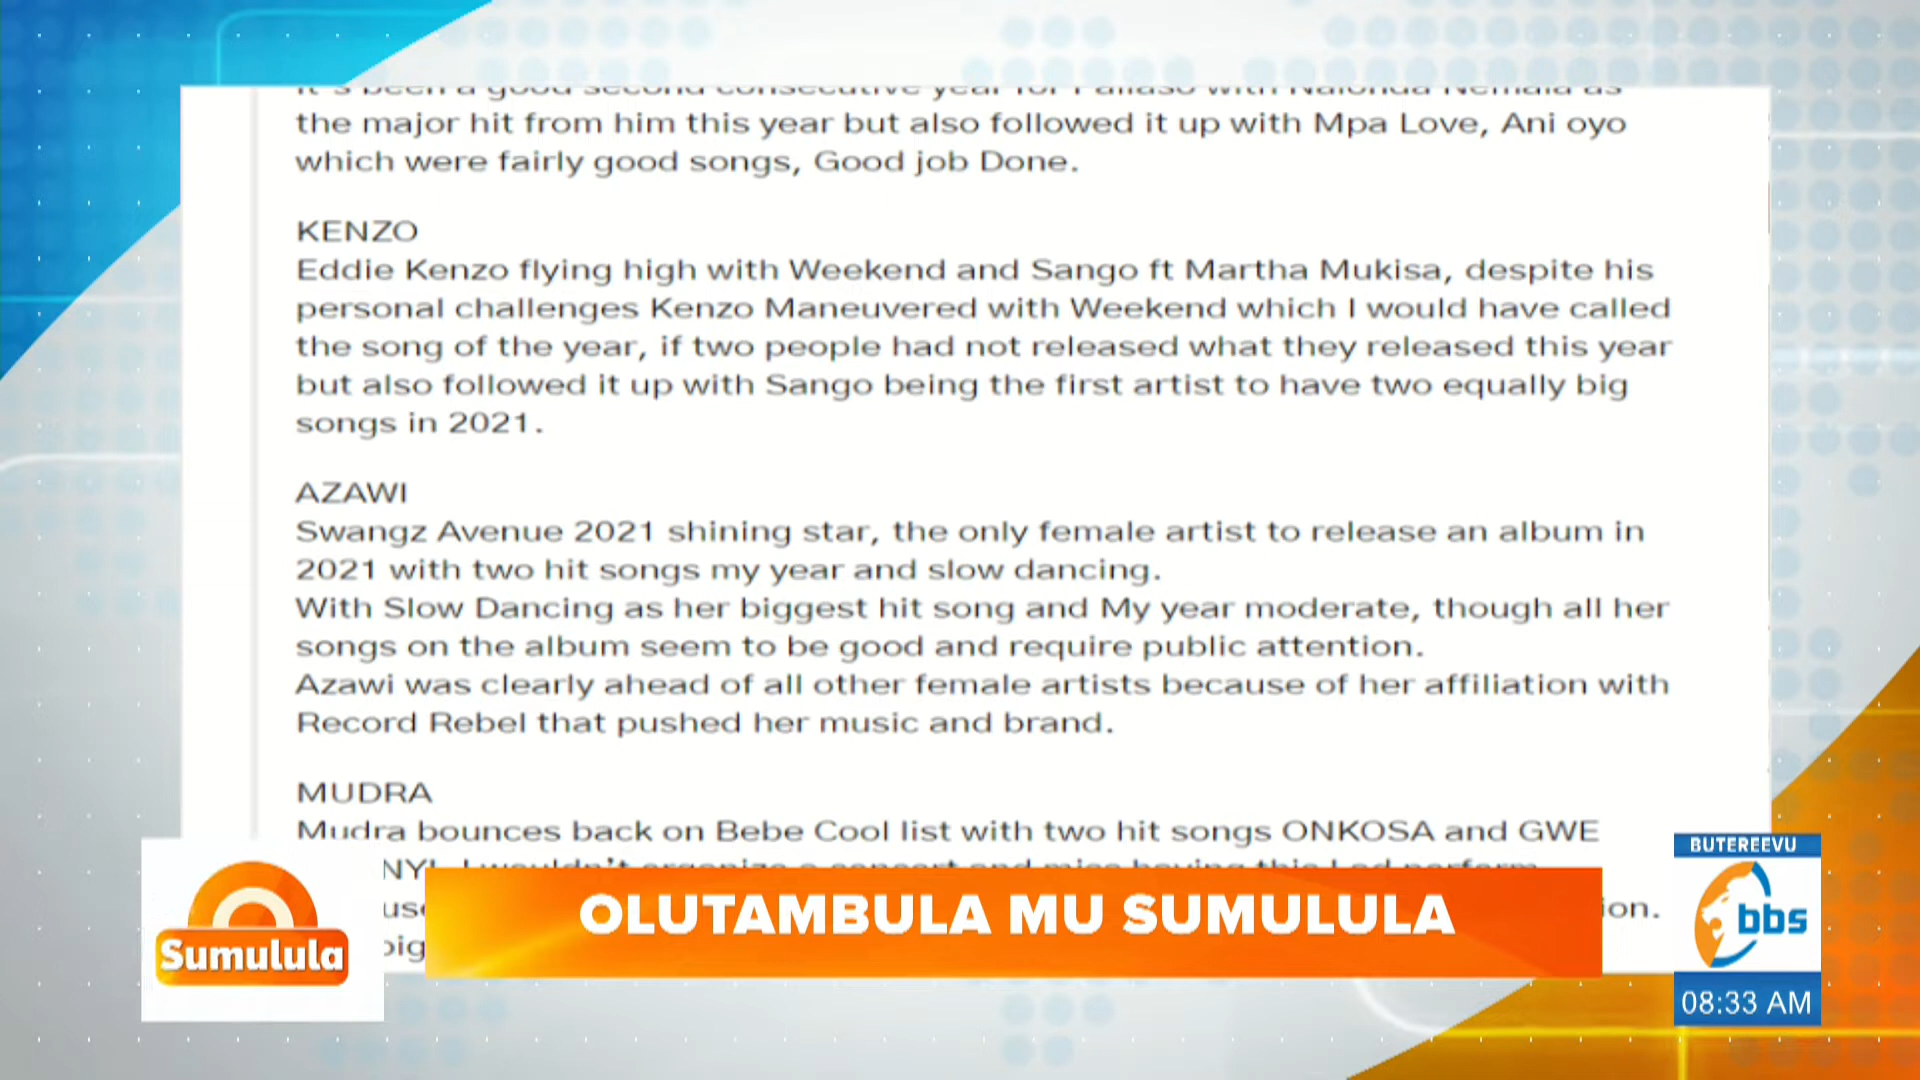 It's been a good second consecutive year for
the major hit from him this year but also followed it up with Mpa Love, Ani oyo
which were fairly good songs, Good job Done.
KENZO
Eddie Kenzo flying high with Weekend and Sango ft Martha Mukisa, despite his
personal challenges Kenzo Maneuvered with Weekend which I would have called
the song of the year, if two people had not released what they released this year
but also followed it up with Sango being the first artist to have two equally big
songs in 2021.
AZAWI
Swangz Avenue 2021 shining star, the only female artist to release an album in
2021 with two hit songs my year and slow dancing.
With Slow Dancing as her biggest hit song and My year moderate, though all her
songs on the album seem to be good and require public attention.
Azawi was clearly ahead of all other female artists because of her affiliation with
Record Rebel that pushed her music and brand.
MUDRA
Mudra bounces back on Bebe Cool list with two hit songs ONKOSA and GWE
OLUTAMBULA MU SUMULULA
Sumulula
BUTEREEVU
bbs
08:33 AM